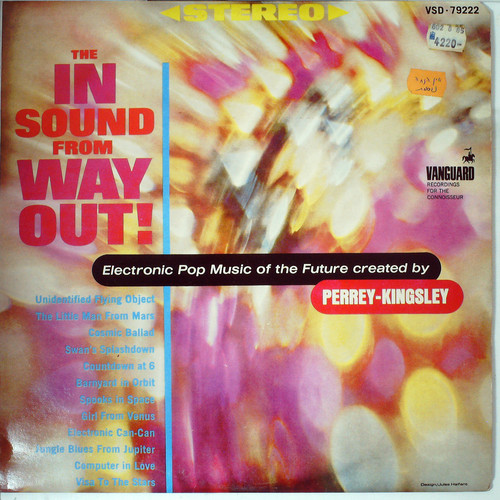 STEREO
VSD-79222
4220-
THE
IN
SOUND
FROM
WAY
OUT!
VANGUARD
RECORDINGS
FOR THE
CONNOISSEUR
Electronic Pop Music of the Future created by
PERREY-KINGSLEY
Unidentified Flying Object
The Little Man From Mars
Cosmic Ballad
Swan's Splashdown
Countdown at 6
Barnyard in Orbit
Spooks in Space
Girl From Venus
Electronic Can-Can
Jungle Blues From Jupiter
Computer in Love
Visa To The Stars
Design/Jules Halfant